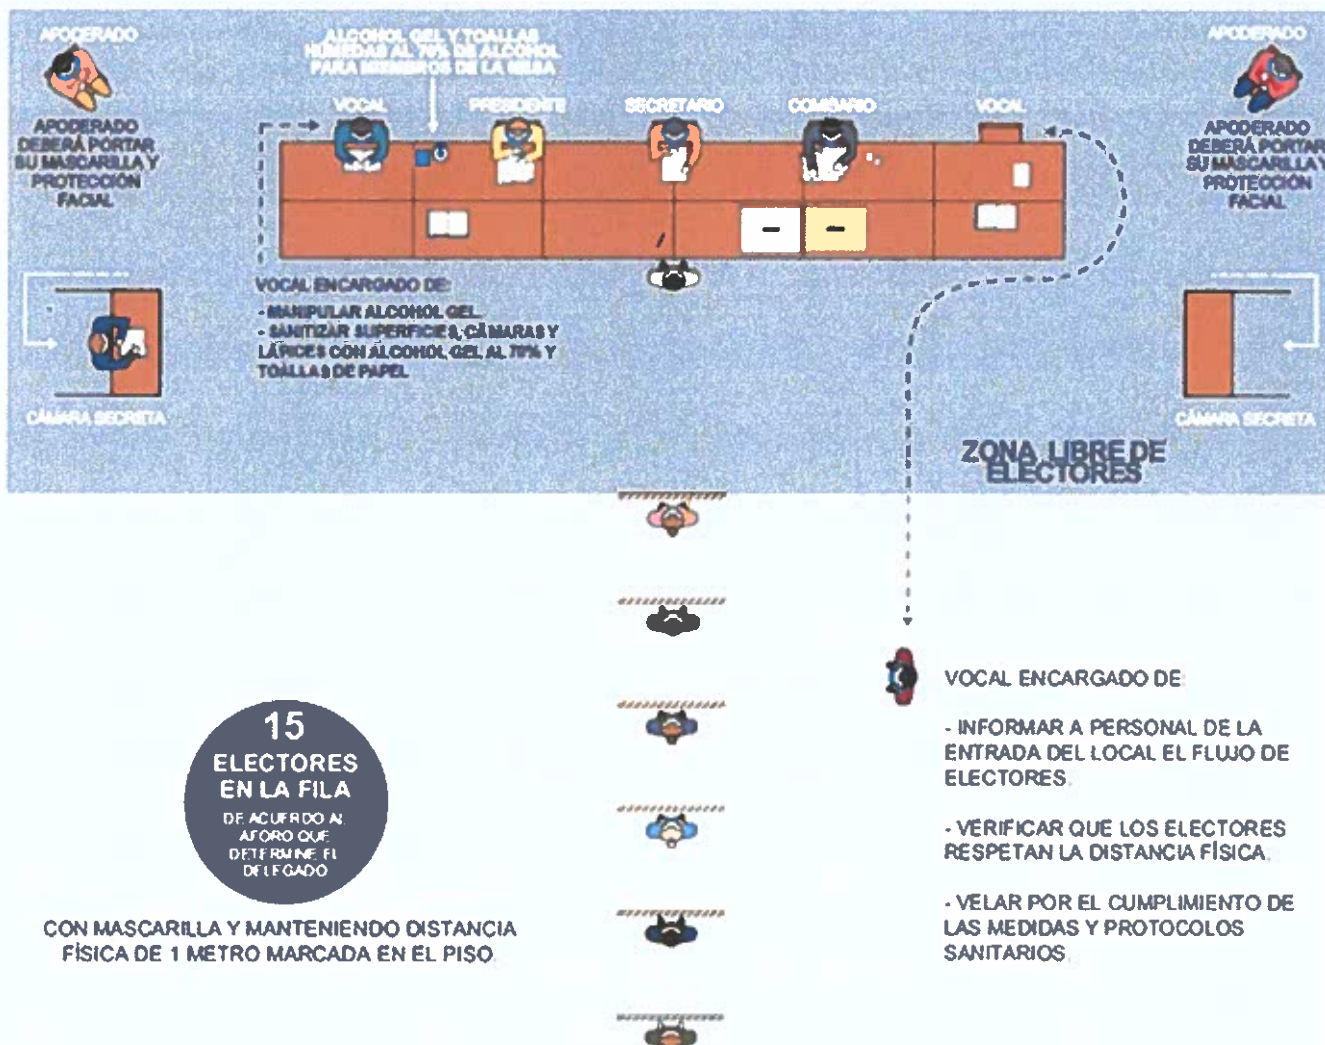 APODERADO
APODERADO
DEBERÁ PORTAR
SU MASCARILLA Y
PROTECCIÓN
FACIAL
ALCOHOL GEL Y TOALLAS
HÚMEDAS AL 70% DE ALCOHOL
PARA MIEMBROS DE LA MESA
VOCAL
PRESIDENTE
SECRETARIO
COMISARIO
VOCAL
APODERADO
APODERADO
DEBERÁ PORTAR
SU MASCARILLA Y
PROTECCIÓN
FACIAL
VOCAL ENCARGADO DE:
- MANIPULAR ALCOHOL GEL.
- SANITIZAR SUPERFICIES, CÁMARAS Y
LÁPICES CON ALCOHOL GEL AL 70% Y
TOALLAS DE PAPEL
CÁMARA SECRETA
CÁMARA SECRETA
ZONA LIBRE DE
ELECTORES
15
ELECTORES
EN LA FILA
DE ACUERDO AL
AFORO QUE
DETERMINE EL
DELEGADO
CON MASCARILLA Y MANTENIENDO DISTANCIA
FÍSICA DE 1 METRO MARCADA EN EL PISO.
VOCAL ENCARGADO DE:
- INFORMAR A PERSONAL DE LA
ENTRADA DEL LOCAL EL FLUJO DE
ELECTORES.
- VERIFICAR QUE LOS ELECTORES
RESPETAN LA DISTANCIA FÍSICA.
- VELAR POR EL CUMPLIMIENTO DE
LAS MEDIDAS Y PROTOCOLOS
SANITARIOS.